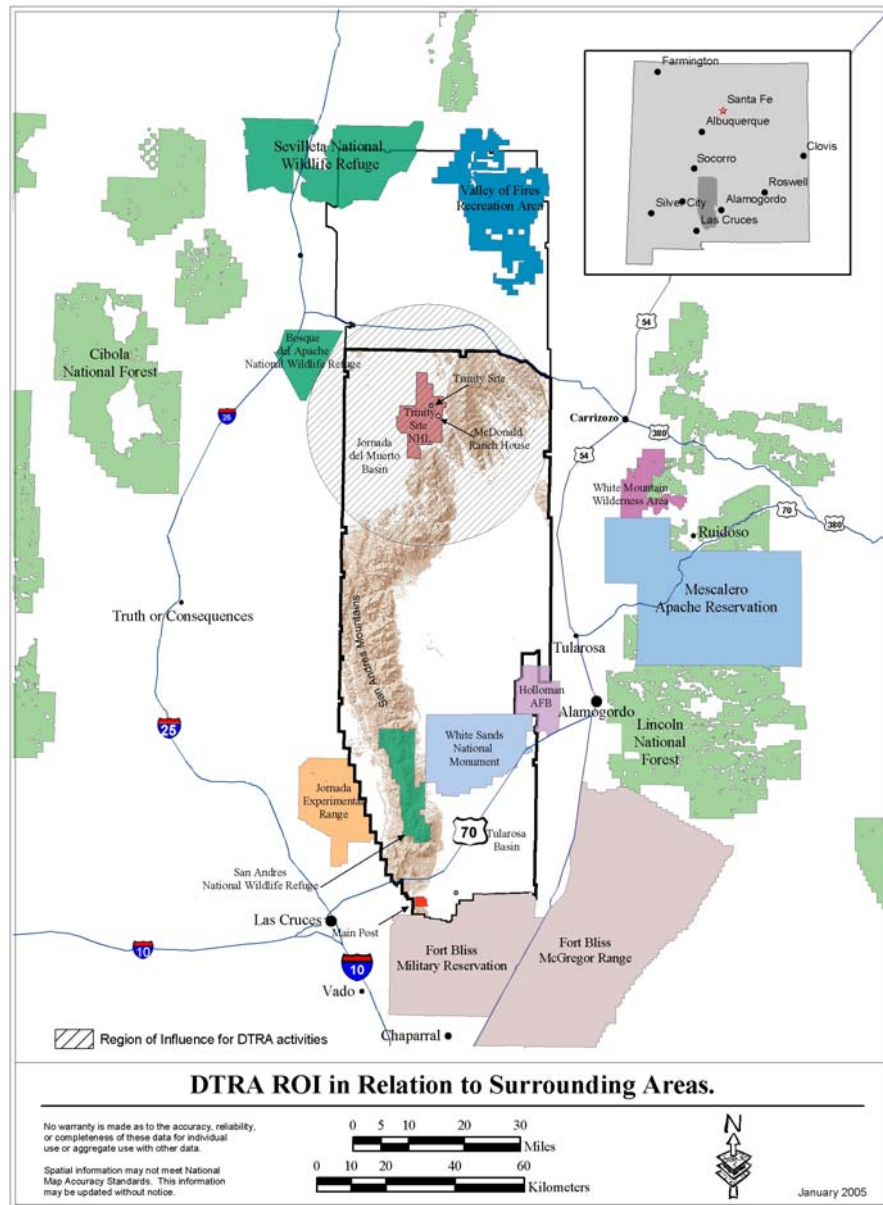 Farmington
Santa Fe
Albuquerque
Clovis
Socorro
Roswell
Silver City
Alamogordo
Las Cruces
Sevilleta National
Wildlife Refuge
Valley of Fires
Recreation Area
54
Bosque
del Apache
National Wildlife Refuge
Cibola
National Forest
25
Trinity Site
Trinity
Site
NHL
McDonald
Ranch House
Jornada
del Muerto
Basin
Carrizozo
380
54
White Mountain
Wilderness Area
70
380
Ruidoso
Mescalero
Apache Reservation
Truth or Consequences
San Andres Mountains
Tularosa
Holloman
AFB
Alamogordo
25
White Sands
National
Monument
Lincoln
National
Forest
Jornada
Experimental
Range
70
Tularosa
Basin
San Andres
National Wildlife Refuge
Las Cruces
Main Post
10
10
Fort Bliss
Military Reservation
Fort Bliss
McGregor Range
Vado
Chaparral
Region of Influence for DTRA activities
DTRA ROI in Relation to Surrounding Areas.
No warranty is made as to the accuracy, reliability,
or completeness of these data for individual
use or aggregate use with other data.
Spatial information may not meet National
Map Accuracy Standards. This information
may be updated without notice.
0 5 10 20 30
Miles
0 10 20 40 60
Kilometers
N
January 2005